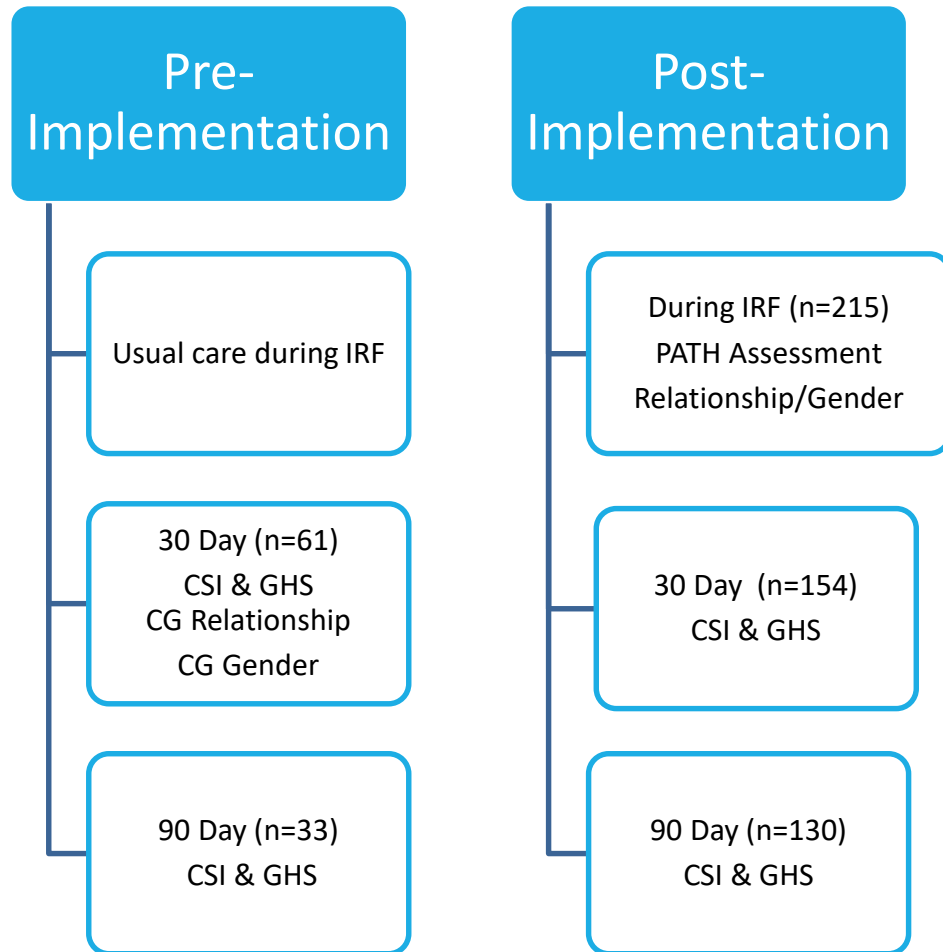 Pre-
Implementation
Usual care during IRF
30 Day (n=61)
CSI & GHS
CG Relationship
CG Gender
90 Day (n=33)
CSI & GHS
Post-
Implementation
During IRF (n=215)
PATH Assessment
Relationship/Gender
30 Day  (n=154)
CSI & GHS
90 Day (n=130)
CSI & GHS